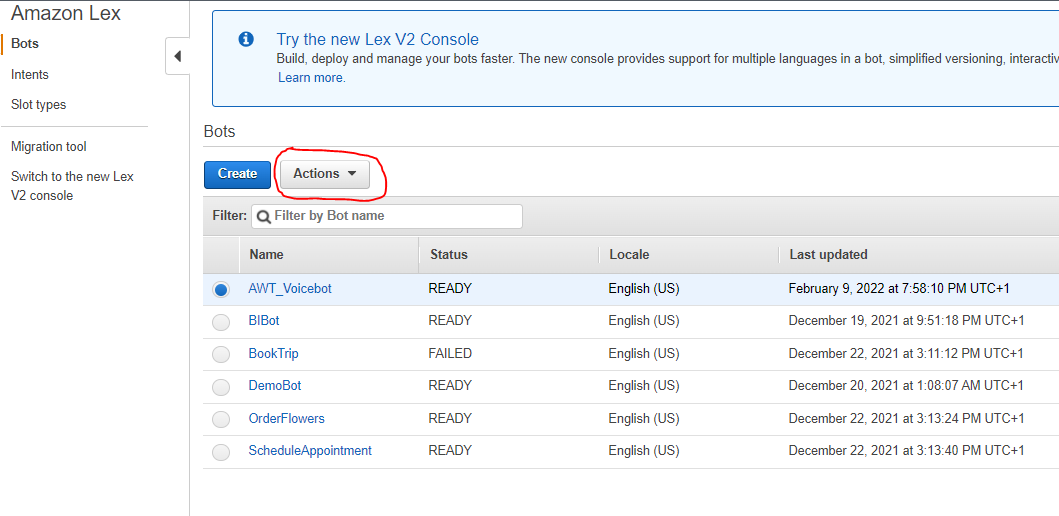 Amazon Lex
Bots
Intents
Slot types
Migration tool
Switch to the new Lex
V2 console
Try the new Lex V2 Console
Build, deploy and manage your bots faster. The new console provides support for multiple languages in a bot, simplified versioning, interactiv
Learn more.
Bots
Create Actions
Filter: Filter by Bot name
Name Status Locale Last updated
AWT_Voicebot READY English (US) February 9, 2022 at 7:58:10 PM UTC+1
BIBot READY English (US) December 19, 2021 at 9:51:18 PM UTC+1
BookTrip FAILED English (US) December 22, 2021 at 3:11:12 PM UTC+1
DemoBot READY English (US) December 20, 2021 at 1:08:07 AM UTC+1
OrderFlowers READY English (US) December 22, 2021 at 3:13:24 PM UTC+1
ScheduleAppointment READY English (US) December 22, 2021 at 3:13:40 PM UTC+1